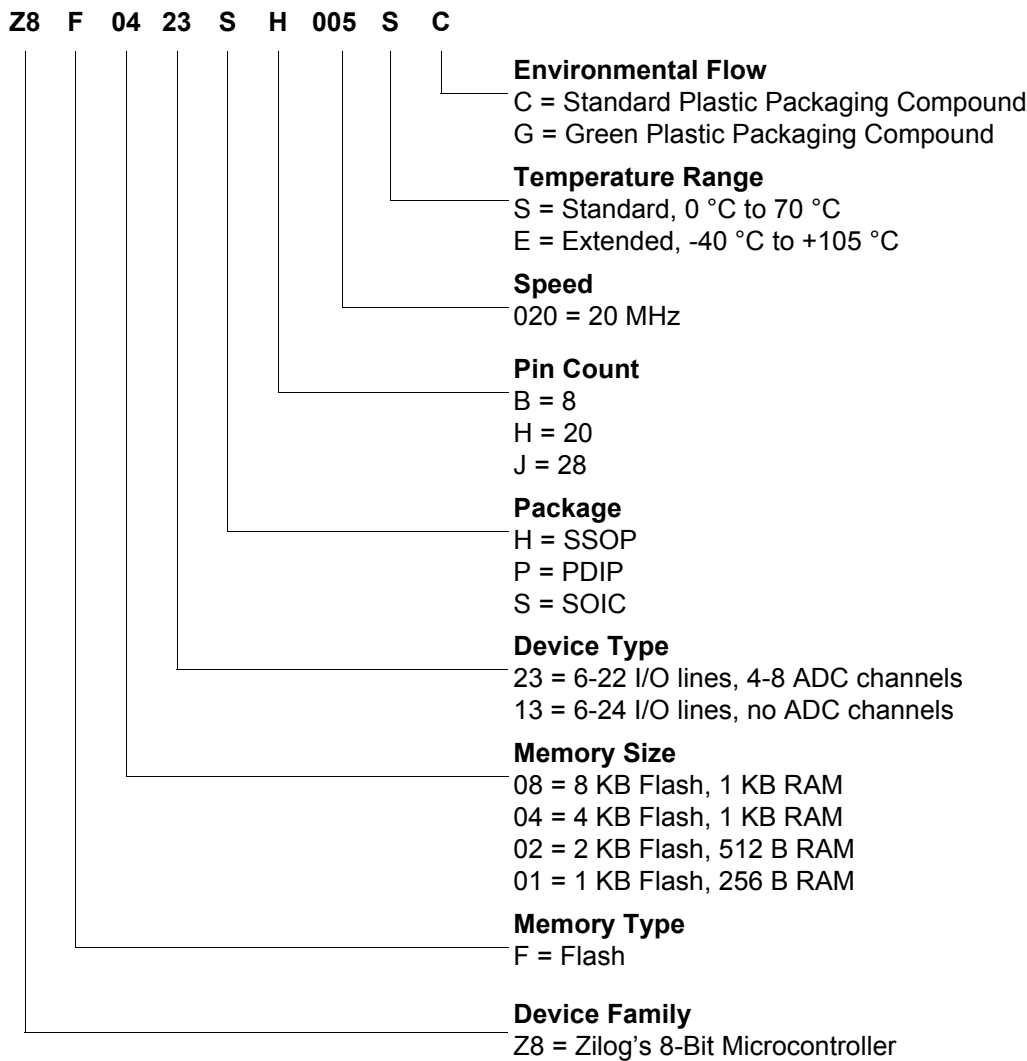 Z8 F 04 23 S H 005 S C
Environmental Flow
C = Standard Plastic Packaging Compound
G = Green Plastic Packaging Compound
Temperature Range
S = Standard, 0 °C to 70 °C
E = Extended, -40 °C to +105 °C
Speed
020 = 20 MHz
Pin Count
B = 8
H = 20
J = 28
Package
H = SSOP
P = PDIP
S = SOIC
Device Type
23 = 6-22 I/O lines, 4-8 ADC channels
13 = 6-24 I/O lines, no ADC channels
Memory Size
08 = 8 KB Flash, 1 KB RAM
04 = 4 KB Flash, 1 KB RAM
02 = 2 KB Flash, 512 B RAM
01 = 1 KB Flash, 256 B RAM
Memory Type
F = Flash
Device Family
Z8 = Zilog's 8-Bit Microcontroller